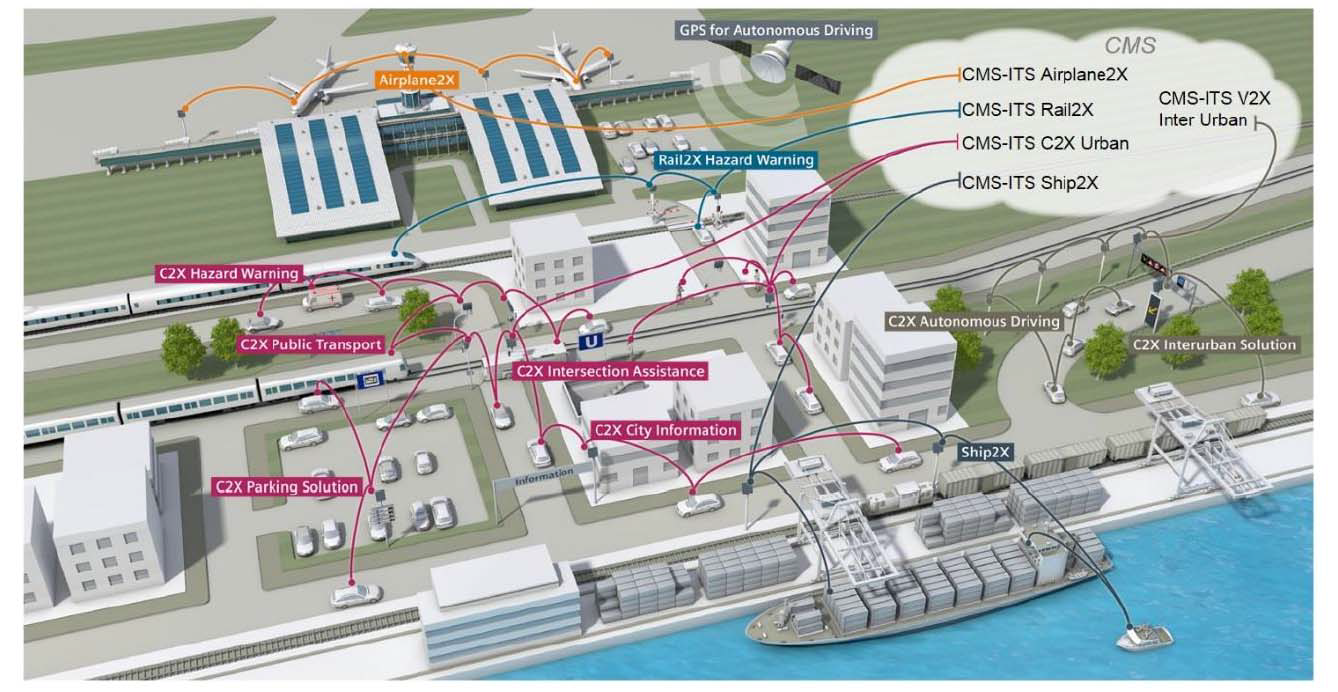 GPS for Autonomous Driving
CMS
Airplane2X
CMS-ITS Airplane2X
CMS-ITS V2X
Inter Urban
CMS-ITS Rail2X
CMS-ITS C2X Urban
Rail2X Hazard Warning
CMS-ITS Ship2X
C2X Hazard Warning
C2X Autonomous Driving
C2X Public Transport
U
C2X Interurban Solution
C2X Intersection Assistance
C2X City Information
Ship2X
Information
C2X Parking Solution